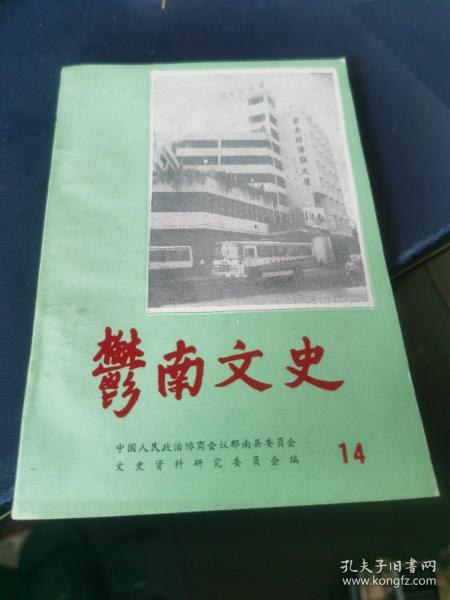 鬱南文史
中国人民政治协商会议郁南县委员会
文史资料研究委员会编
14
孔夫子旧书网
www.kongfz.com